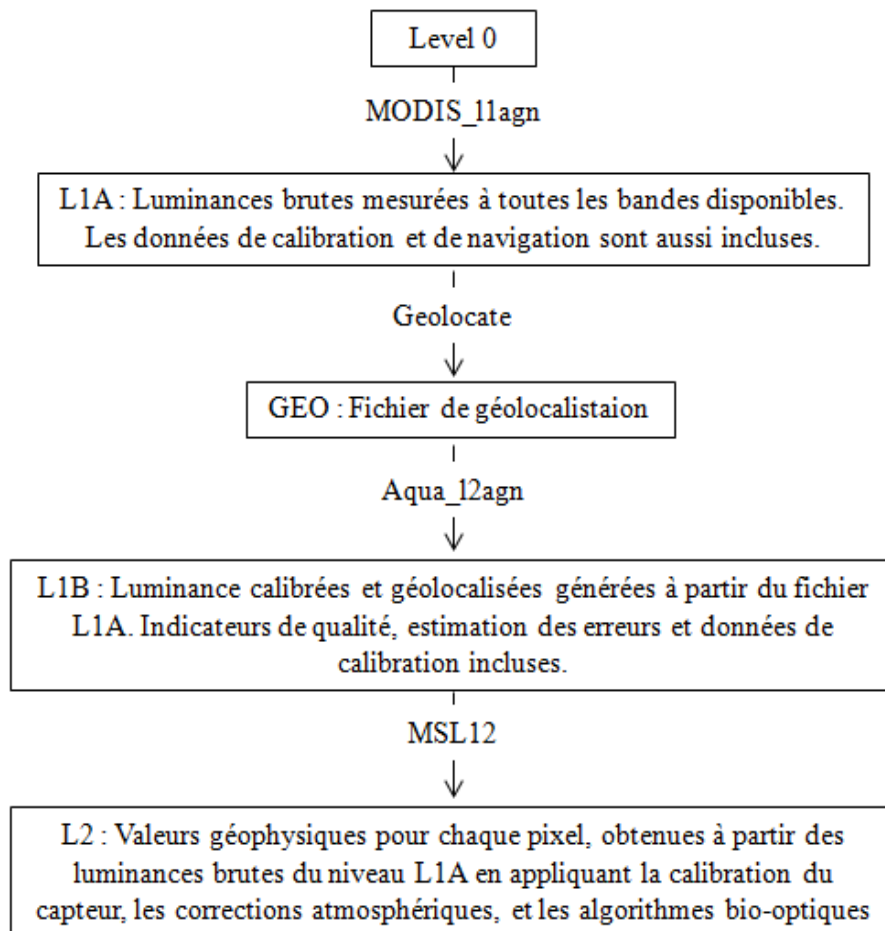 Level 0
MODIS_l1agn
L1A : Luminances brutes mesurées à toutes les bandes disponibles.
Les données de calibration et de navigation sont aussi incluses.
Geolocate
GEO : Fichier de géolocalistaion
Aqua_l2agn
L1B : Luminance calibrées et géolocalisées générées à partir du fichier
L1A. Indicateurs de qualité, estimation des erreurs et données de
calibration incluses.
MSL12
L2 : Valeurs géophysiques pour chaque pixel, obtenues à partir des
luminances brutes du niveau L1A en appliquant la calibration du
capteur, les corrections atmosphériques, et les algorithmes bio-optiques